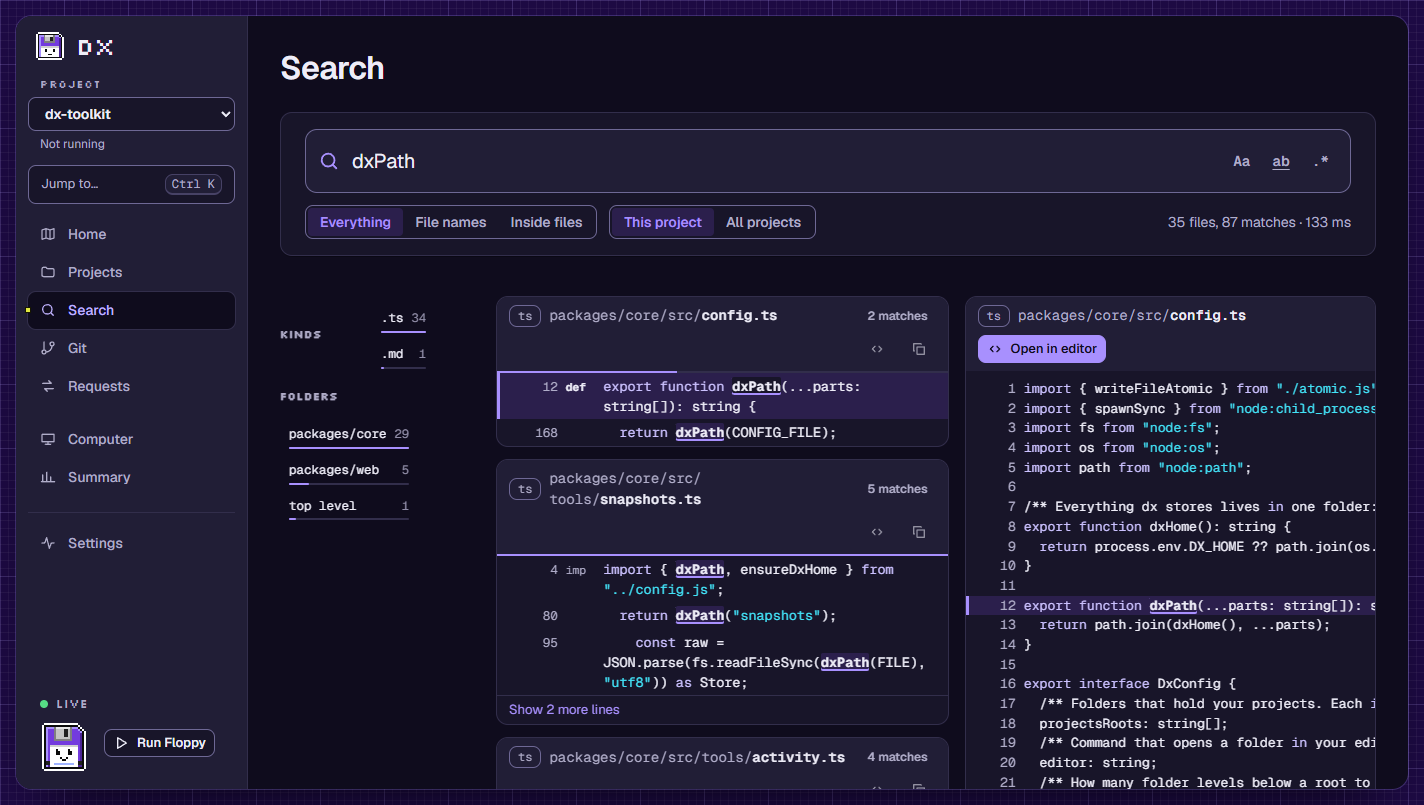 DX
PROJECT
dx-toolkit
Not running
Jump to… Ctrl K
Home
Projects
Search
Git
Requests
Computer
Summary
Settings
LIVE
Run Floppy
Search
dxPath Aa ab .*
Everything File names Inside files This project All projects 35 files, 87 matches · 133 ms
KINDS
.ts 34
.md 1
FOLDERS
packages/core 29
packages/web 5
top level 1
ts packages/core/src/config.ts 2 matches
12 def export function dxPath(...parts:
string[]): string {
168 return dxPath(CONFIG_FILE);
ts packages/core/src/
tools/snapshots.ts 5 matches
4 imp import { dxPath, ensureDxHome } from
"../config.js";
80 return dxPath("snapshots");
95 const raw =
JSON.parse(fs.readFileSync(dxPath(FILE),
"utf8")) as Store;
Show 2 more lines
ts packages/core/src/tools/activity.ts 4 matches
ts packages/core/src/config.ts
Open in editor
1 import { writeFileAtomic } from "./atomic.js"
2 import { spawnSync } from "node:child_process
3 import fs from "node:fs";
4 import os from "node:os";
5 import path from "node:path";
6
7 /** Everything dx stores lives in one folder:
8 export function dxHome(): string {
9 return process.env.DX_HOME ?? path.join(os.
10 }
11
12 export function dxPath(...parts: string[]): s
13 return path.join(dxHome(), ...parts);
14 }
15
16 export interface DxConfig {
17 /** Folders that hold your projects. Each i
18 projectsRoots: string[];
19 /** Command that opens a folder in your edi
20 editor: string;
21 /** How many folder levels below a root to